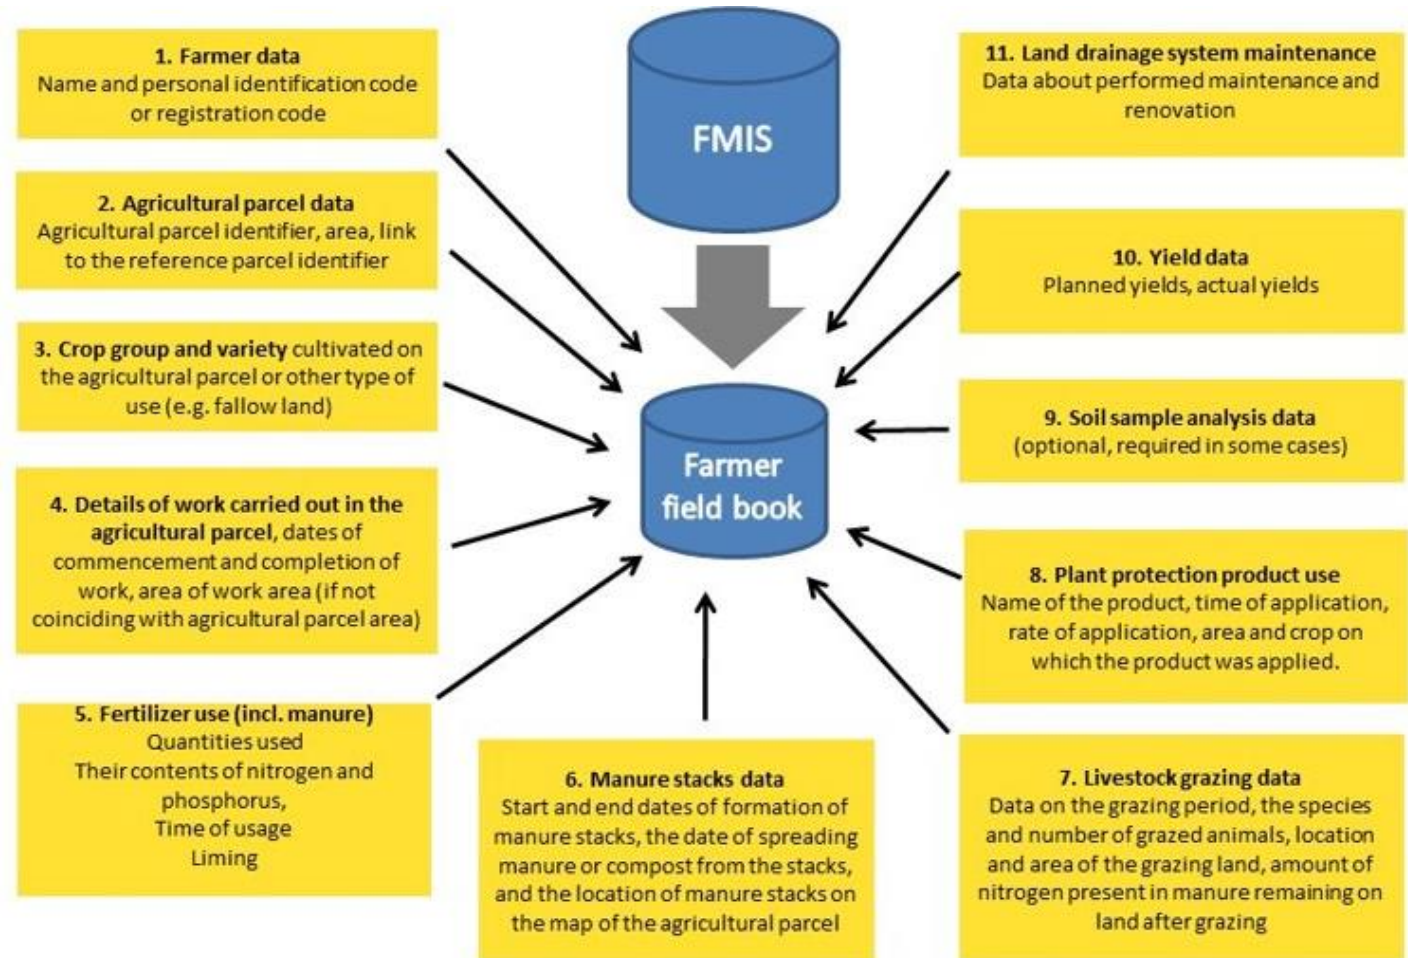 1. Farmer data
Name and personal identification code
or registration code
2. Agricultural parcel data
Agricultural parcel identifier, area, link
to the reference parcel identifier
3. Crop group and variety cultivated on
the agricultural parcel or other type of
use (e.g. fallow land)
4. Details of work carried out in the
agricultural parcel, dates of
commencement and completion of
work, area of work area (if not
coinciding with agricultural parcel area)
5. Fertilizer use (incl. manure)
Quantities used
Their contents of nitrogen and
phosphorus,
Time of usage
Liming
FMIS
Farmer
field book
6. Manure stacks data
Start and end dates of formation of
manure stacks, the date of spreading
manure or compost from the stacks,
and the location of manure stacks on
the map of the agricultural parcel
7. Livestock grazing data
Data on the grazing period, the species
and number of grazed animals, location
and area of the grazing land, amount of
nitrogen present in manure remaining on
land after grazing
8. Plant protection product use
Name of the product, time of application,
rate of application, area and crop on
which the product was applied.
9. Soil sample analysis data
(optional, required in some cases)
10. Yield data
Planned yields, actual yields
11. Land drainage system maintenance
Data about performed maintenance and
renovation